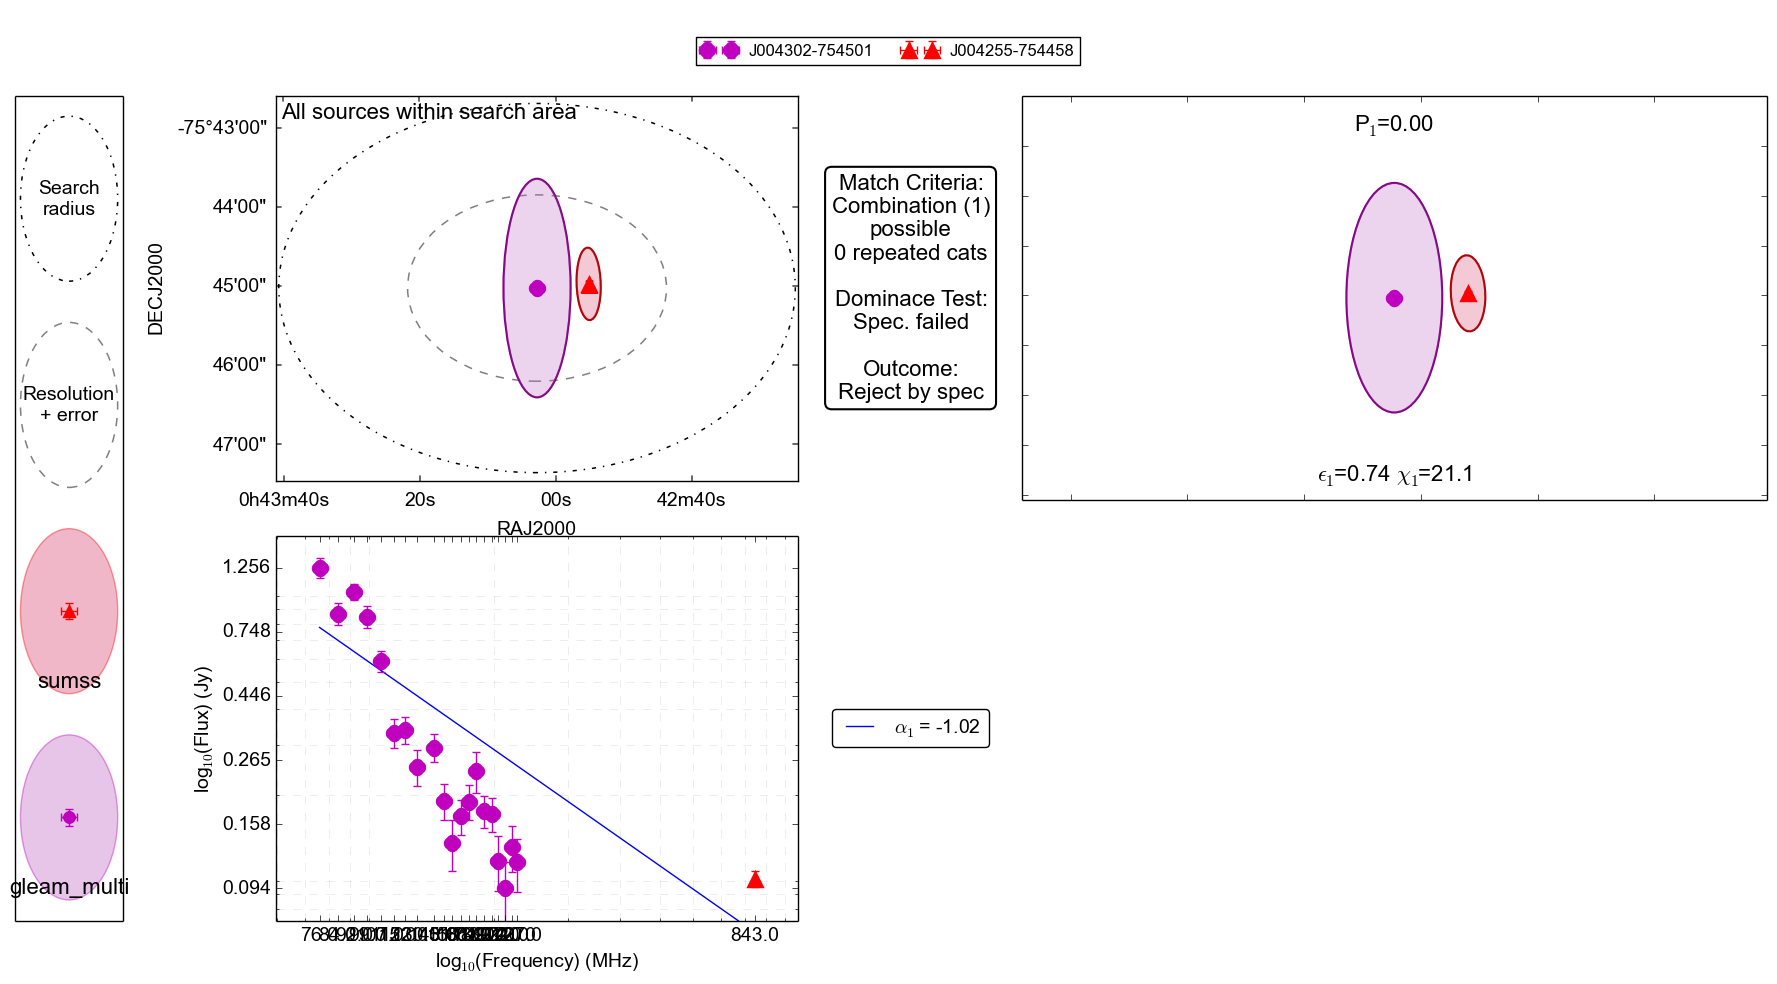 J004302-754501
J004255-754458
Search
radius
Resolution
+ error
sumss
gleam_multi
All sources within search area
DECJ2000
-75°43'00"
44'00"
45'00"
46'00"
47'00"
0h43m40s
20s
00s
42m40s
RAJ2000
Match Criteria:
Combination (1)
possible
0 repeated cats
Dominace Test:
Spec. failed
Outcome:
Reject by spec
P1=0.00
ϵ1=0.74 χ1=21.1
log10(Flux) (Jy)
1.256
0.748
0.446
0.265
0.158
0.094
843.0
log10(Frequency) (MHz)
α1 = -1.02